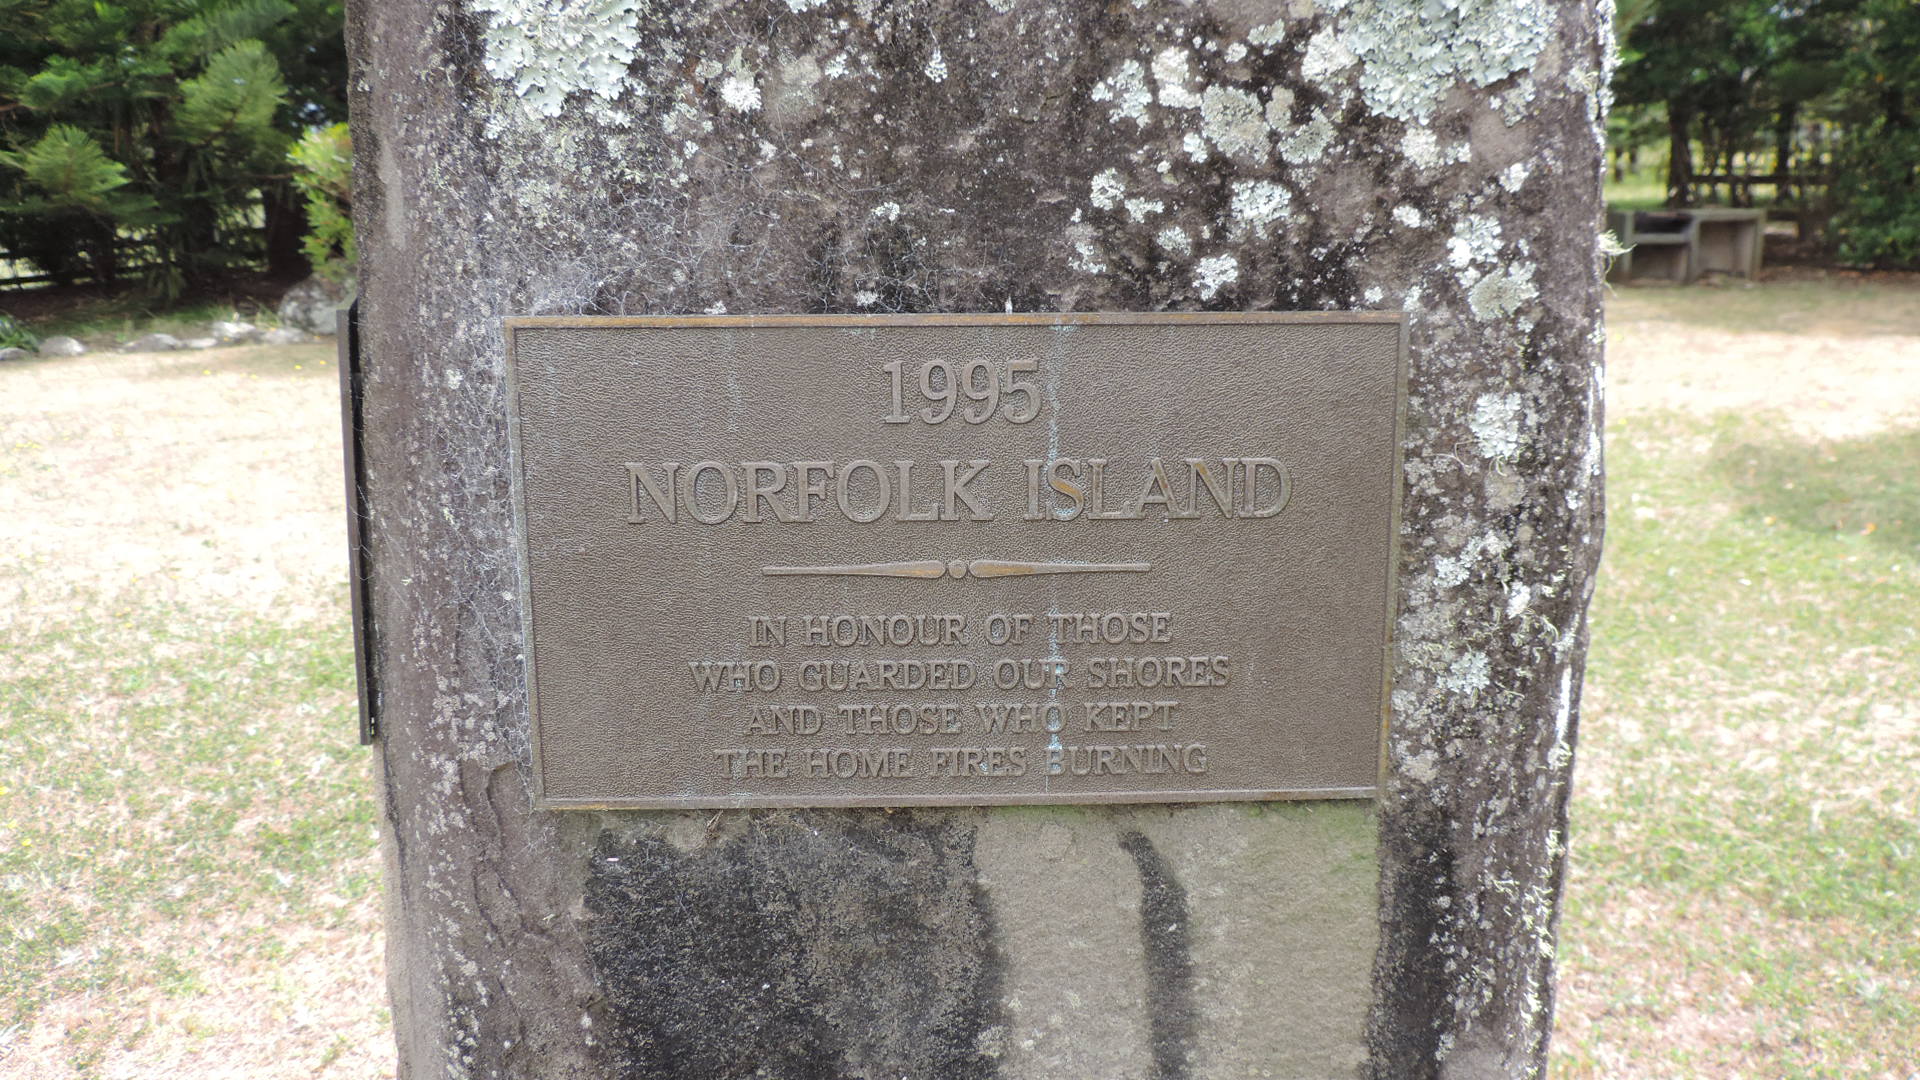 1995
NORFOLK ISLAND
IN HONOUR OF THOSE
WHO GUARDED OUR SHORES
AND THOSE WHO KEPT
THE HOME FIRES BURNING